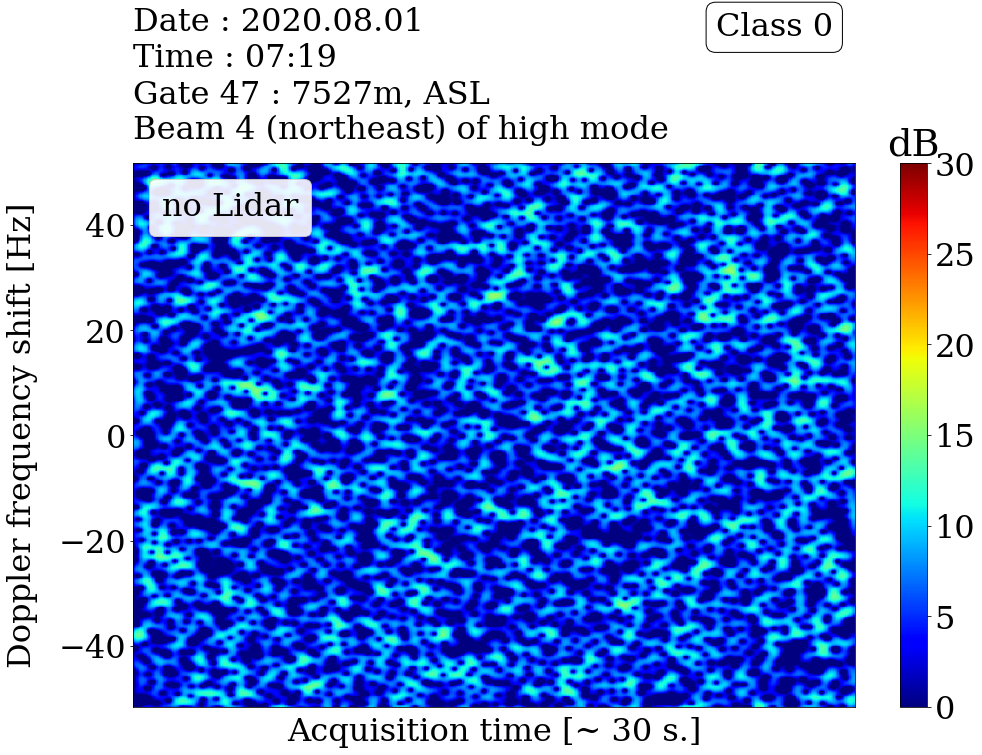 Date : 2020.08.01
Time : 07:19
Gate 47 : 7527m, ASL
Beam 4 (northeast) of high mode
Class 0
dB
no Lidar
Doppler frequency shift [Hz]
40
20
0
−20
−40
Acquisition time [~ 30 s.]
30
25
20
15
10
5
0